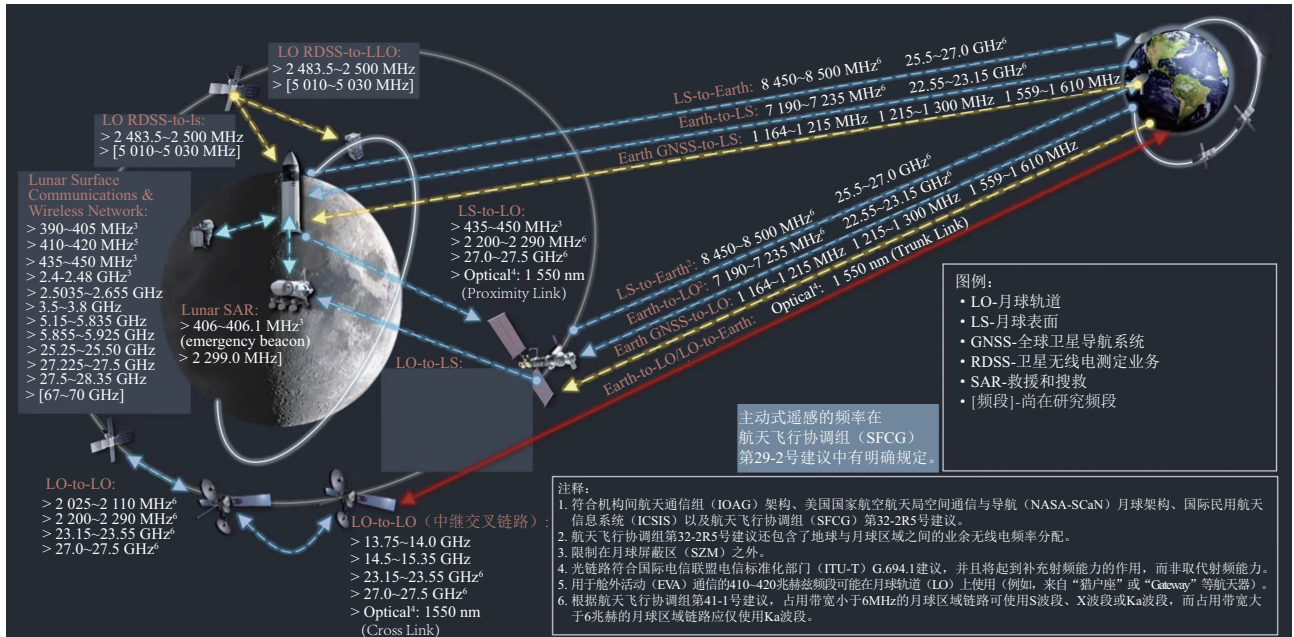 LO RDSS-to-LLO:
> 2 483.5~2 500 MHz
> [5 010~5 030 MHz]
LO RDSS-to-ls:
> 2 483.5~2 500 MHz
> [5 010~5 030 MHz]
Lunar Surface
Communications &
Wireless Network:
> 390~405 MHz³
> 410~420 MHz⁵
> 435~450 MHz³
> 2.4-2.48 GHz³
> 2.5035~2.655 GHz
> 3.5~3.8 GHz
> 5.15~5.835 GHz
> 5.855~5.925 GHz
> 25.25~25.50 GHz
> 27.225~27.5 GHz
> 27.5~28.35 GHz
> [67~70 GHz]
Lunar SAR:
> 406~406.1 MHz³
(emergency beacon)
> 2 299.0 MHz]
LS-to-LO:
> 435~450 MHz³
> 2 200~2 290 MHz⁶
> 27.0~27.5 GHz⁶
> Optical⁴: 1 550 nm
(Proximity Link)
LO-to-LS:
LS-to-Earth: 8 450~8 500 MHz⁶ 25.5~27.0 GHz⁶
Earth-to-LS: 7 190~7 235 MHz⁶ 22.55~23.15 GHz⁶
Earth GNSS-to-LS: 1 164~1 215 MHz 1 215~1 300 MHz 1 559~1 610 MHz
LS-to-Earth²: 8 450~8 500 MHz⁶ 25.5~27.0 GHz⁶
Earth-to-LO²: 7 190~7 235 MHz⁶ 22.55~23.15 GHz⁶
Earth GNSS-to-LO: 1 164~1 215 MHz 1 215~1 300 MHz 1 559~1 610 MHz
Earth-to-LO/LO-to-Earth: Optical⁴: 1 550 nm (Trunk Link)
图例:
• LO-月球轨道
• LS-月球表面
• GNSS-全球卫星导航系统
• RDSS-卫星无线电测定业务
• SAR-救援和搜救
• [频段]-尚在研究频段
主动式遥感的频率在
航天飞行协调组（SFCG）
第29-2号建议中有明确规定。
LO-to-LO:
> 2 025~2 110 MHz⁶
> 2 200~2 290 MHz⁶
> 23.15~23.55 GHz⁶
> 27.0~27.5 GHz⁶
LO-to-LO（中继交叉链路）:
> 13.75~14.0 GHz
> 14.5~15.35 GHz
> 23.15~23.55 GHz⁶
> 27.0~27.5 GHz⁶
> Optical⁴: 1550 nm
(Cross Link)
注释:
1. 符合机构间航天通信组（IOAG）架构、美国国家航空航天局空间通信与导航（NASA-SCaN）月球架构、国际民用航天
信息系统（ICSIS）以及航天飞行协调组（SFCG）第32-2R5号建议。
2. 航天飞行协调组第32-2R5号建议还包含了地球与月球区域之间的业余无线电频率分配。
3. 限制在月球屏蔽区（SZM）之外。
4. 光链路符合国际电信联盟电信标准化部门（ITU-T）G.694.1建议，并且将起到补充射频能力的作用，而非取代射频能力。
5. 用于舱外活动（EVA）通信的410~420兆赫兹频段可能在月球轨道（LO）上使用（例如，来自“猎户座”或“Gateway”等航天器）。
6. 根据航天飞行协调组第41-1号建议，占用带宽小于6MHz的月球区域链路可使用S波段、X波段或Ka波段，而占用带宽大
于6兆赫的月球区域链路应仅使用Ka波段。